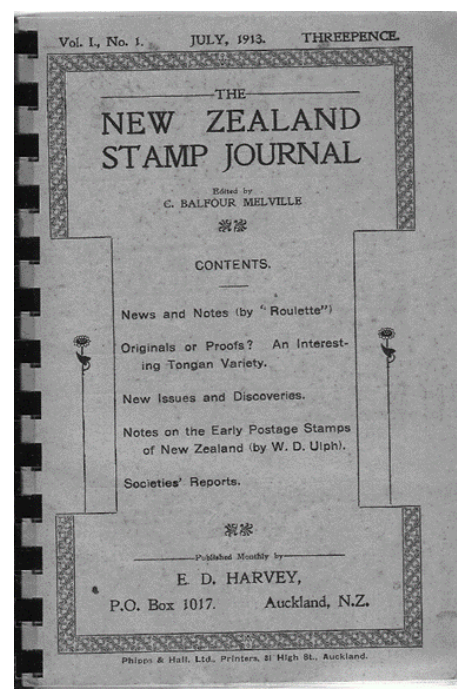 Vol. I., No. 1.
JULY, 1913.
THREEPENCE.
THE
NEW ZEALAND
STAMP JOURNAL
Edited by
C. BALFOUR MELVILLE
CONTENTS.
News and Notes (by "Roulette")
Originals or Proofs? An Interest-
ing Tongan Variety.
New Issues and Discoveries.
Notes on the Early Postage Stamps
of New Zealand (by W. D. Ulph).
Societies' Reports.
Published Monthly by
E. D. HARVEY,
P.O. Box 1017. Auckland, N.Z.
Phipps & Hall, Ltd., Printers, 21 High St., Auckland.